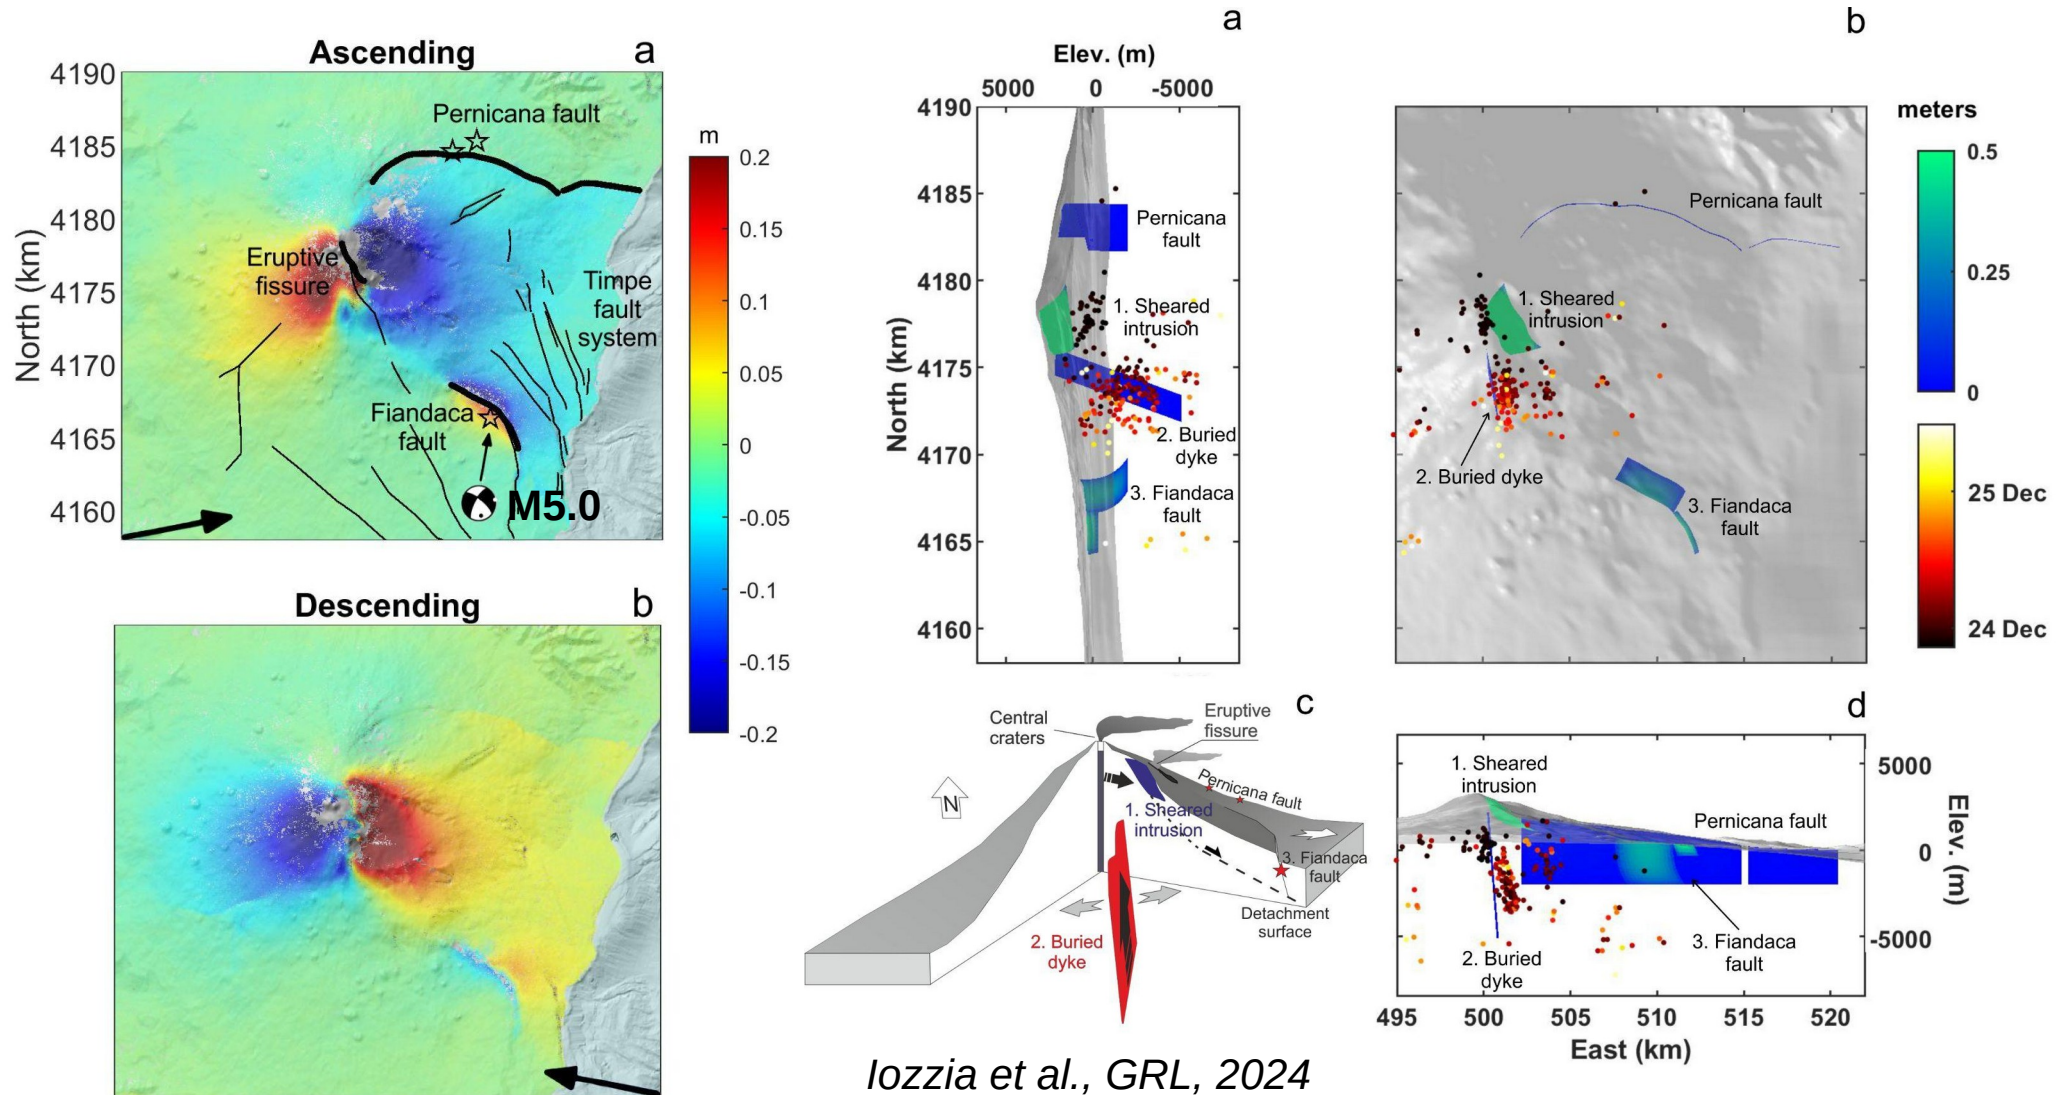 Ascending
a
4190
4185
4180
4175
4170
4165
4160
North (km)
Pernicana fault
Eruptive
fissure
Timpe
fault
system
Fiandaca
fault
M5.0
m
0.2
0.15
0.1
0.05
0
-0.05
-0.1
-0.15
-0.2
Descending
b
a
Elev. (m)
5000
0
-5000
4190
4185
4180
4175
4170
4165
4160
North (km)
Pernicana
fault
1. Sheared
intrusion
2. Buried
dyke
3. Fiandaca
fault
b
Pernicana fault
1. Sheared
intrusion
2. Buried dyke
3. Fiandaca
fault
meters
0.5
0.25
0
25 Dec
24 Dec
c
Central
craters
Eruptive
fissure
N
Pernicana fault
1. Sheared
intrusion
3. Fiandaca
fault
Detachment
surface
2. Buried
dyke
d
1. Sheared
intrusion
Pernicana fault
2. Buried
dyke
3. Fiandaca
fault
5000
0
-5000
Elev. (m)
495
500
505
510
515
520
East (km)
Iozzia et al., GRL, 2024